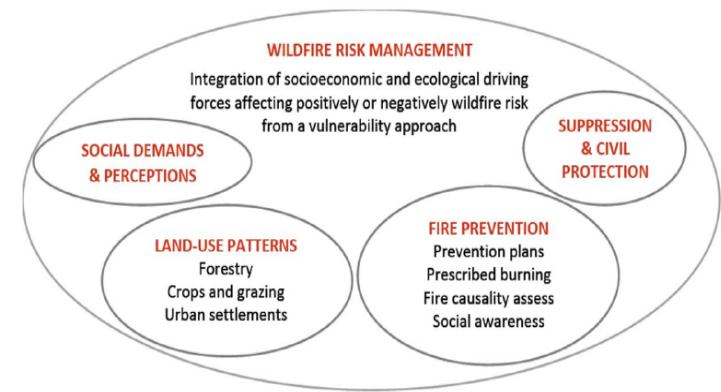 WILDFIRE RISK MANAGEMENT
Integration of socioeconomic and ecological driving
forces affecting positively or negatively wildfire risk
from a vulnerability approach
SOCIAL DEMANDS
& PERCEPTIONS
SUPPRESSION
& CIVIL
PROTECTION
LAND-USE PATTERNS
Forestry
Crops and grazing
Urban settlements
FIRE PREVENTION
Prevention plans
Prescribed burning
Fire causality assess
Social awareness